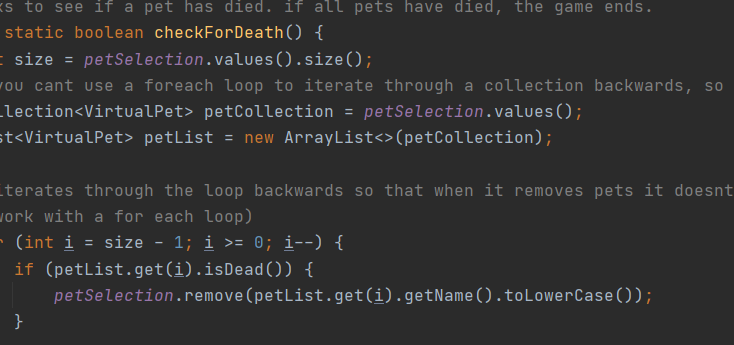 ks to see if a pet has died. if all pets have died, the game ends.
static boolean checkForDeath() {
t size = petSelection.values().size();
you cant use a foreach loop to iterate through a collection backwards, so
llection<VirtualPet> petCollection = petSelection.values();
st<VirtualPet> petList = new ArrayList<>(petCollection);
iterates through the loop backwards so that when it removes pets it doesnt
work with a for each loop)
r (int i = size - 1; i >= 0; i--) {
if (petList.get(i).isDead()) {
petSelection.remove(petList.get(i).getName().toLowerCase());
}